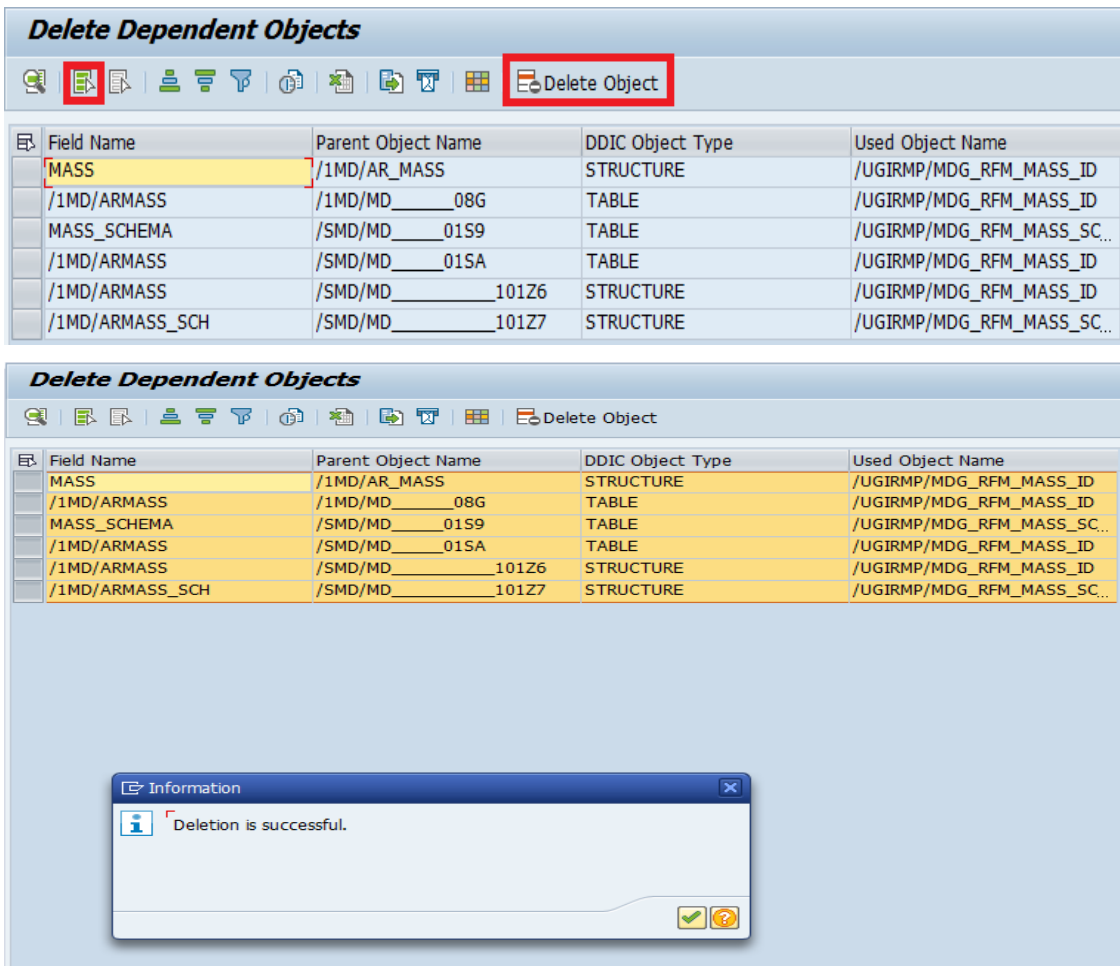 Delete Dependent Objects
Delete Object
Field Name Parent Object Name DDIC Object Type Used Object Name
MASS /1MD/AR_MASS STRUCTURE /UGIRMP/MDG_RFM_MASS_ID
/1MD/ARMASS /1MD/MD______08G TABLE /UGIRMP/MDG_RFM_MASS_ID
MASS_SCHEMA /SMD/MD_____01S9 TABLE /UGIRMP/MDG_RFM_MASS_SC...
/1MD/ARMASS /SMD/MD_____01SA TABLE /UGIRMP/MDG_RFM_MASS_ID
/1MD/ARMASS /SMD/MD__________101Z6 STRUCTURE /UGIRMP/MDG_RFM_MASS_ID
/1MD/ARMASS_SCH /SMD/MD__________101Z7 STRUCTURE /UGIRMP/MDG_RFM_MASS_SC...
Delete Dependent Objects
Delete Object
Field Name Parent Object Name DDIC Object Type Used Object Name
MASS /1MD/AR_MASS STRUCTURE /UGIRMP/MDG_RFM_MASS_ID
/1MD/ARMASS /1MD/MD______08G TABLE /UGIRMP/MDG_RFM_MASS_ID
MASS_SCHEMA /SMD/MD_____01S9 TABLE /UGIRMP/MDG_RFM_MASS_SC...
/1MD/ARMASS /SMD/MD_____01SA TABLE /UGIRMP/MDG_RFM_MASS_ID
/1MD/ARMASS /SMD/MD__________101Z6 STRUCTURE /UGIRMP/MDG_RFM_MASS_ID
/1MD/ARMASS_SCH /SMD/MD__________101Z7 STRUCTURE /UGIRMP/MDG_RFM_MASS_SC...
Information
Deletion is successful.